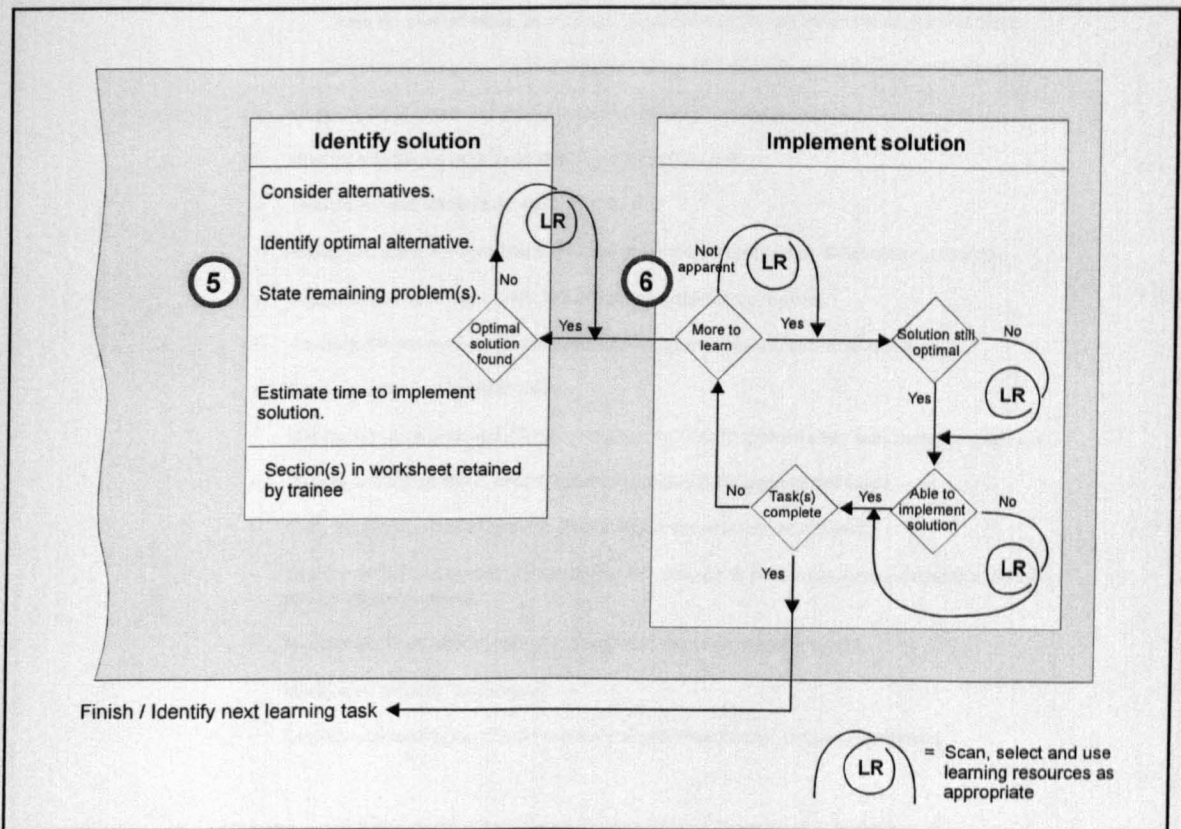 Identify solution
Consider alternatives.
LR
Identify optimal alternative.
5
No
State remaining problem(s).
Yes
Optimal
solution
found
Estimate time to implement
solution.
Section(s) in worksheet retained
by trainee
Implement solution
Not
apparent
LR
6
More to
learn
Yes
Solution still
optimal
No
LR
Yes
No
Task(s)
complete
Yes
Able to
implement
solution
No
LR
Yes
Finish / Identify next learning task
LR
= Scan, select and use
learning resources as
appropriate